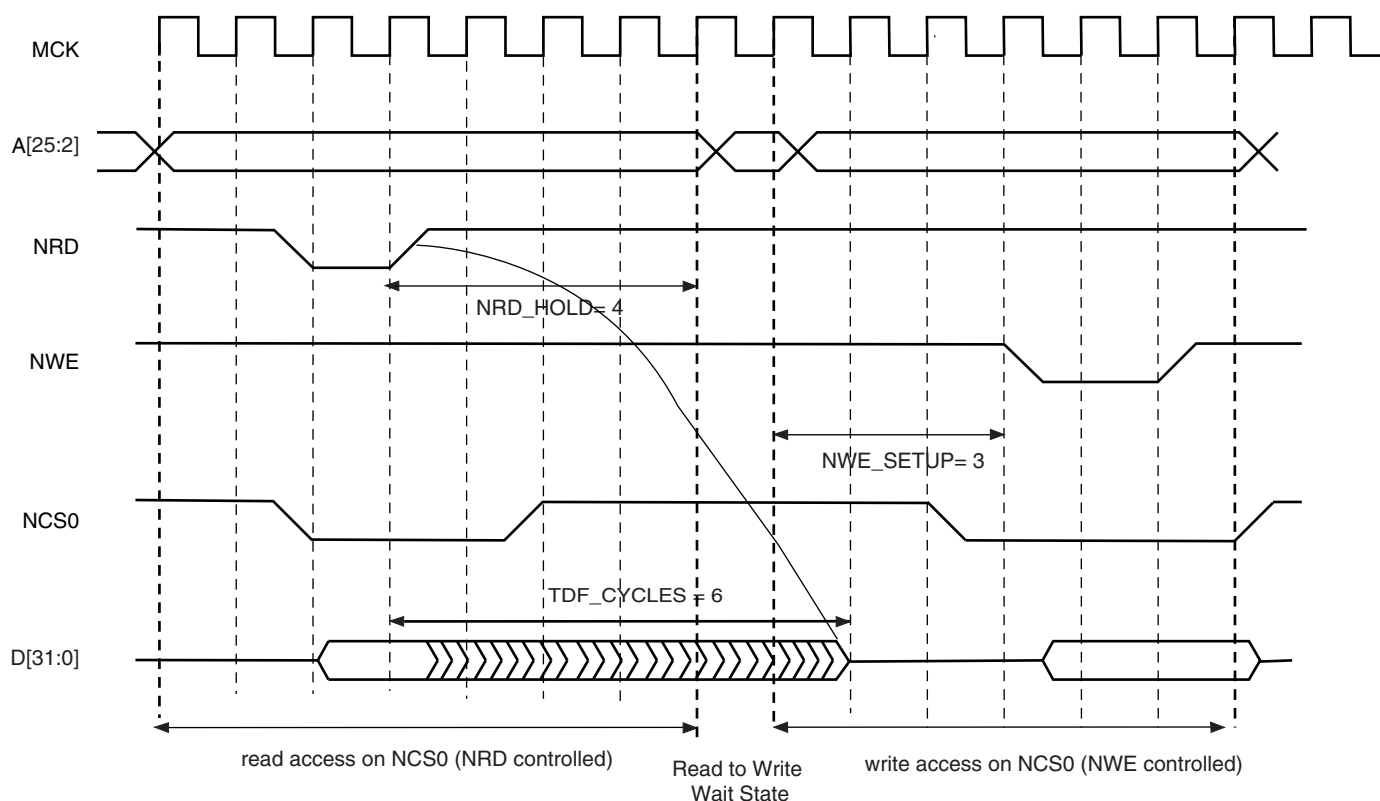 MCK
A[25:2]
NRD
NRD_HOLD= 4
NWE
NWE_SETUP= 3
NCS0
TDF_CYCLES = 6
D[31:0]
read access on NCS0 (NRD controlled)
Read to Write
Wait State
write access on NCS0 (NWE controlled)